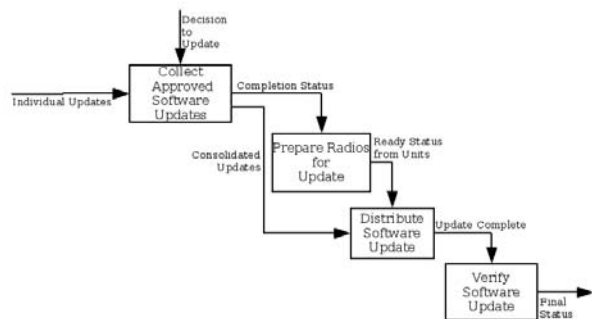 Decision
to
Update
Collect
Approved
Software
Updates
Individual Updates
Completion Status
Consolidated
Updates
Prepare Radios
for
Update
Ready Status
from Units
Distribute
Software
Update
Update Complete
Verify
Software
Update
Final
Status